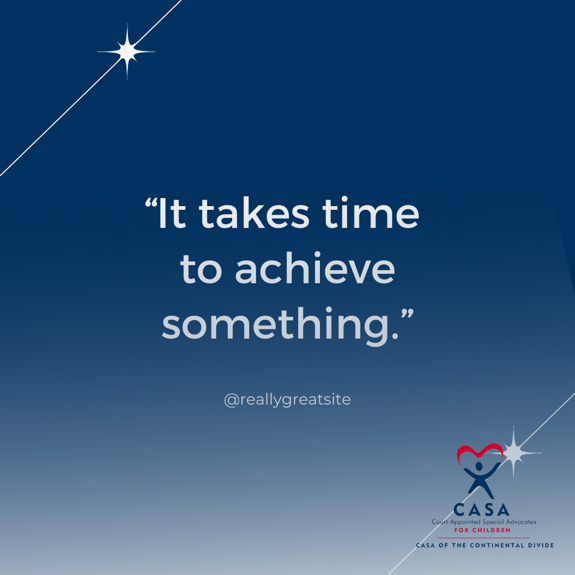 “It takes time
to achieve
something.”
@reallygreatsite
CASA
Court Appointed Special Advocates
FOR CHILDREN
CASA OF THE CONTINENTAL DIVIDE